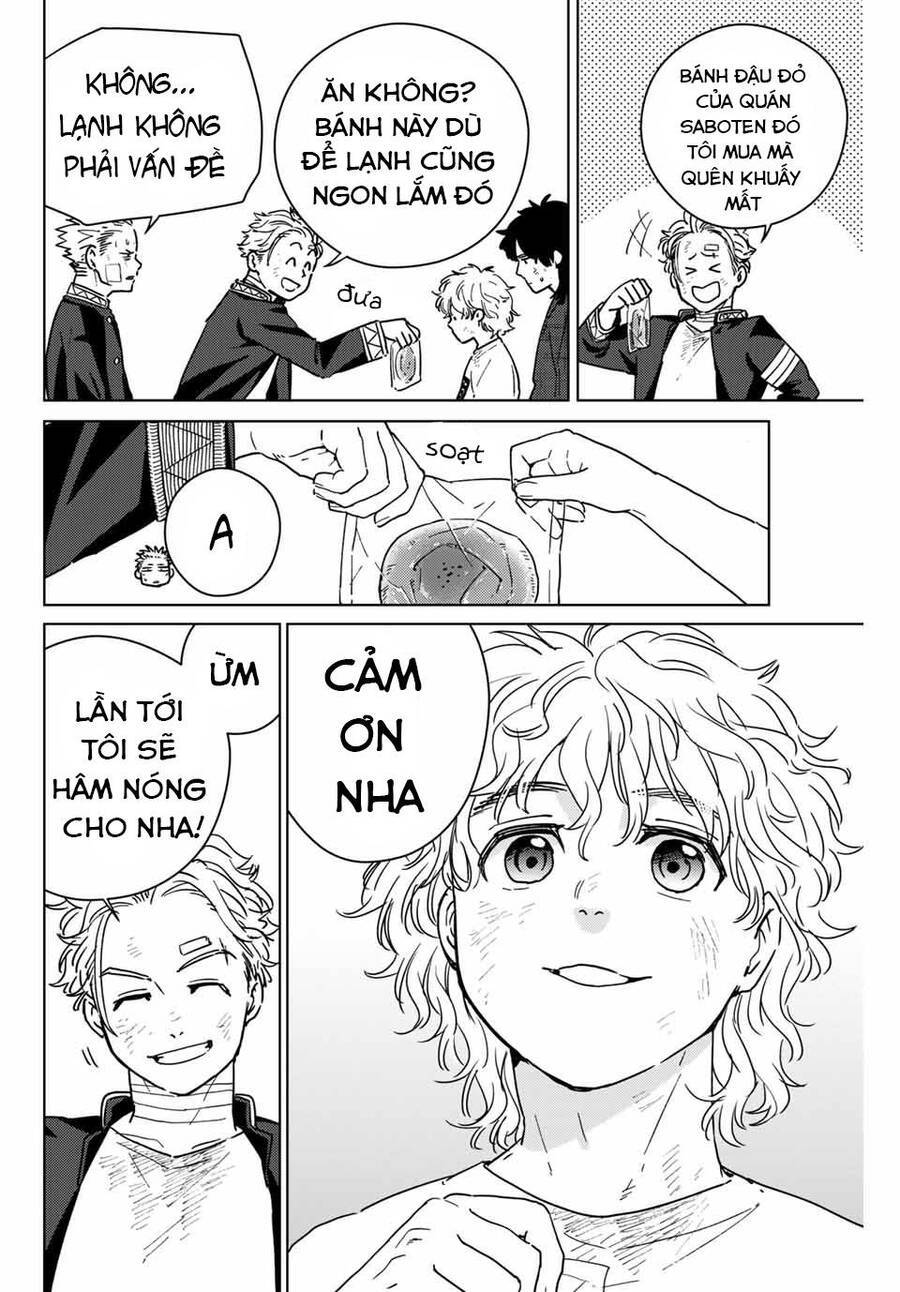 BÁNH ĐẬU ĐỎ
CỦA QUÁN
SABOTEN ĐÓ
TÔI MUA MÀ
QUÊN KHUẤY
MẤT
ĂN KHÔNG?
BÁNH NÀY DÙ
ĐỂ LẠNH CŨNG
NGON LẮM ĐÓ
đưa
KHÔNG...
LẠNH KHÔNG
PHẢI VẤN ĐỀ
soạt
A
CẢM
ƠN
NHA
ỪM
LẦN TỚI
TÔI SẼ
HÂM NÓNG
CHO NHA!